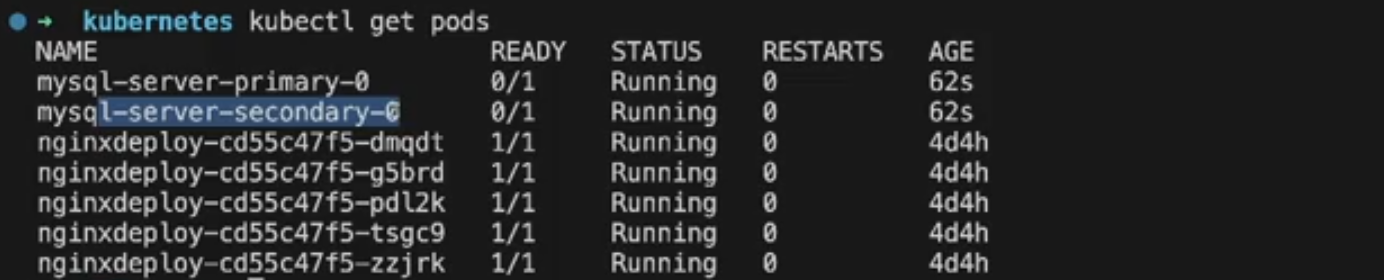 → kubernetes kubectl get pods
NAME READY STATUS RESTARTS AGE
mysql-server-primary-0 0/1 Running 0 62s
mysql-server-secondary-0 0/1 Running 0 62s
nginxdeploy-cd55c47f5-dmqdt 1/1 Running 0 4d4h
nginxdeploy-cd55c47f5-g5brd 1/1 Running 0 4d4h
nginxdeploy-cd55c47f5-pdl2k 1/1 Running 0 4d4h
nginxdeploy-cd55c47f5-tsgc9 1/1 Running 0 4d4h
nginxdeploy-cd55c47f5-zzjrk 1/1 Running 0 4d4h